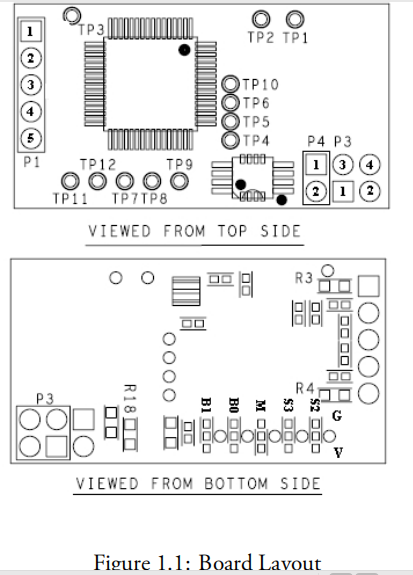 TP3
TP2 TP1
1
2
3
4
5
P1
TP10
TP6
TP5
TP4
TP12 TP9
TP11 TP7 TP8
P4 P3
1 3 4
2 1 2
VIEWED FROM TOP SIDE
R3
R4
P3
R18
B1 B0 M S3 S2
G
V
VIEWED FROM BOTTOM SIDE
Figure 1.1: Board Layout